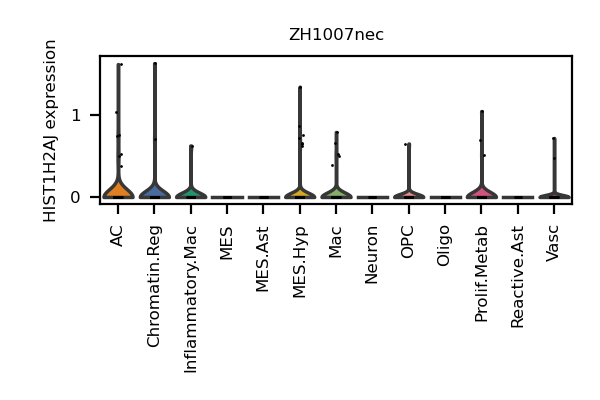 ZH1007nec
HIST1H2AJ expression
1
0
AC
Chromatin.Reg
Inflammatory.Mac
MES
MES.Ast
MES.Hyp
Mac
Neuron
OPC
Oligo
Prolif.Metab
Reactive.Ast
Vasc